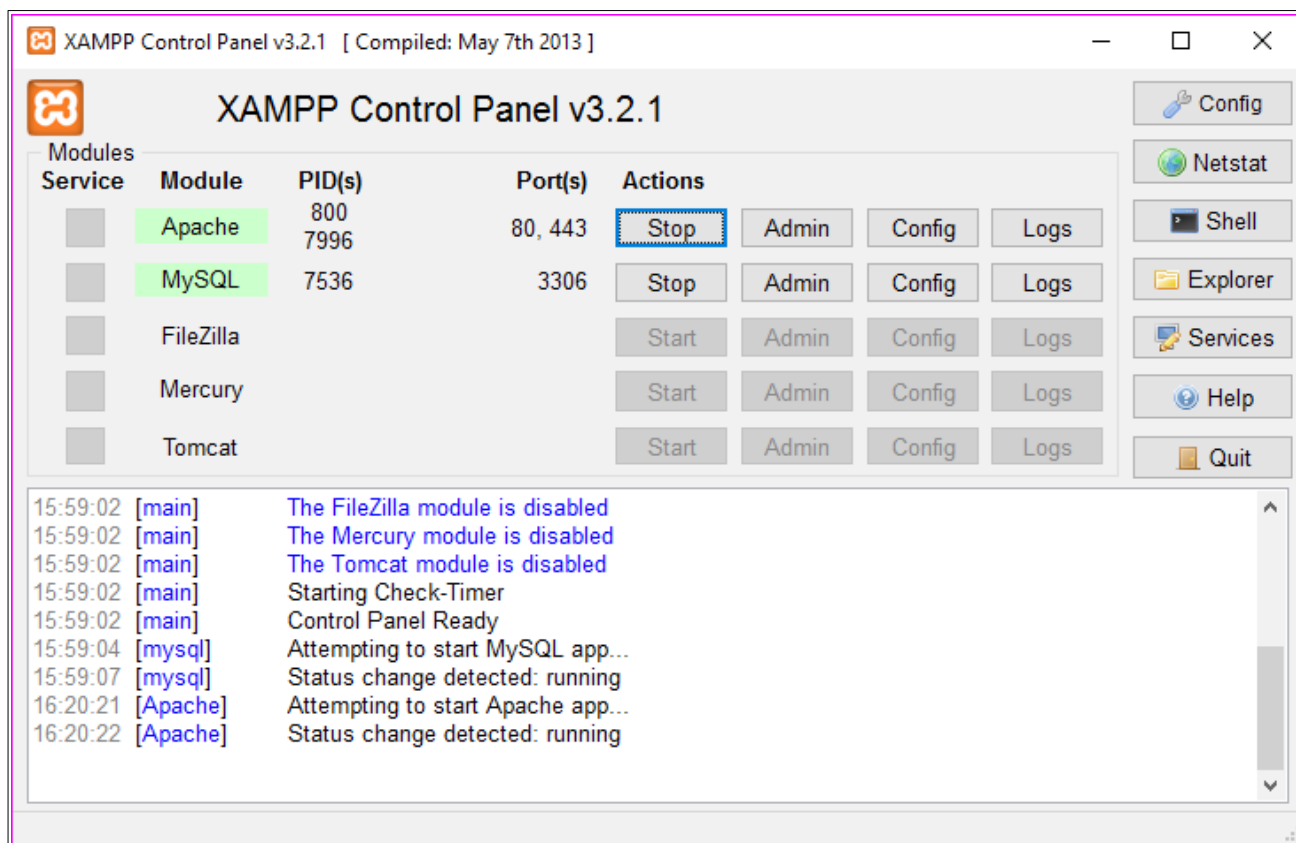 XAMPP Control Panel v3.2.1 [ Compiled: May 7th 2013 ]
XAMPP Control Panel v3.2.1
Config
Modules
Netstat
Service Module PID(s) Port(s) Actions
Apache 800 7996 80, 443 Stop Admin Config Logs
Shell
MySQL 7536 3306 Stop Admin Config Logs
Explorer
FileZilla Start Admin Config Logs
Services
Mercury Start Admin Config Logs
Help
Tomcat Start Admin Config Logs
Quit
15:59:02 [main] The FileZilla module is disabled
15:59:02 [main] The Mercury module is disabled
15:59:02 [main] The Tomcat module is disabled
15:59:02 [main] Starting Check-Timer
15:59:02 [main] Control Panel Ready
15:59:04 [mysql] Attempting to start MySQL app...
15:59:07 [mysql] Status change detected: running
16:20:21 [Apache] Attempting to start Apache app...
16:20:22 [Apache] Status change detected: running